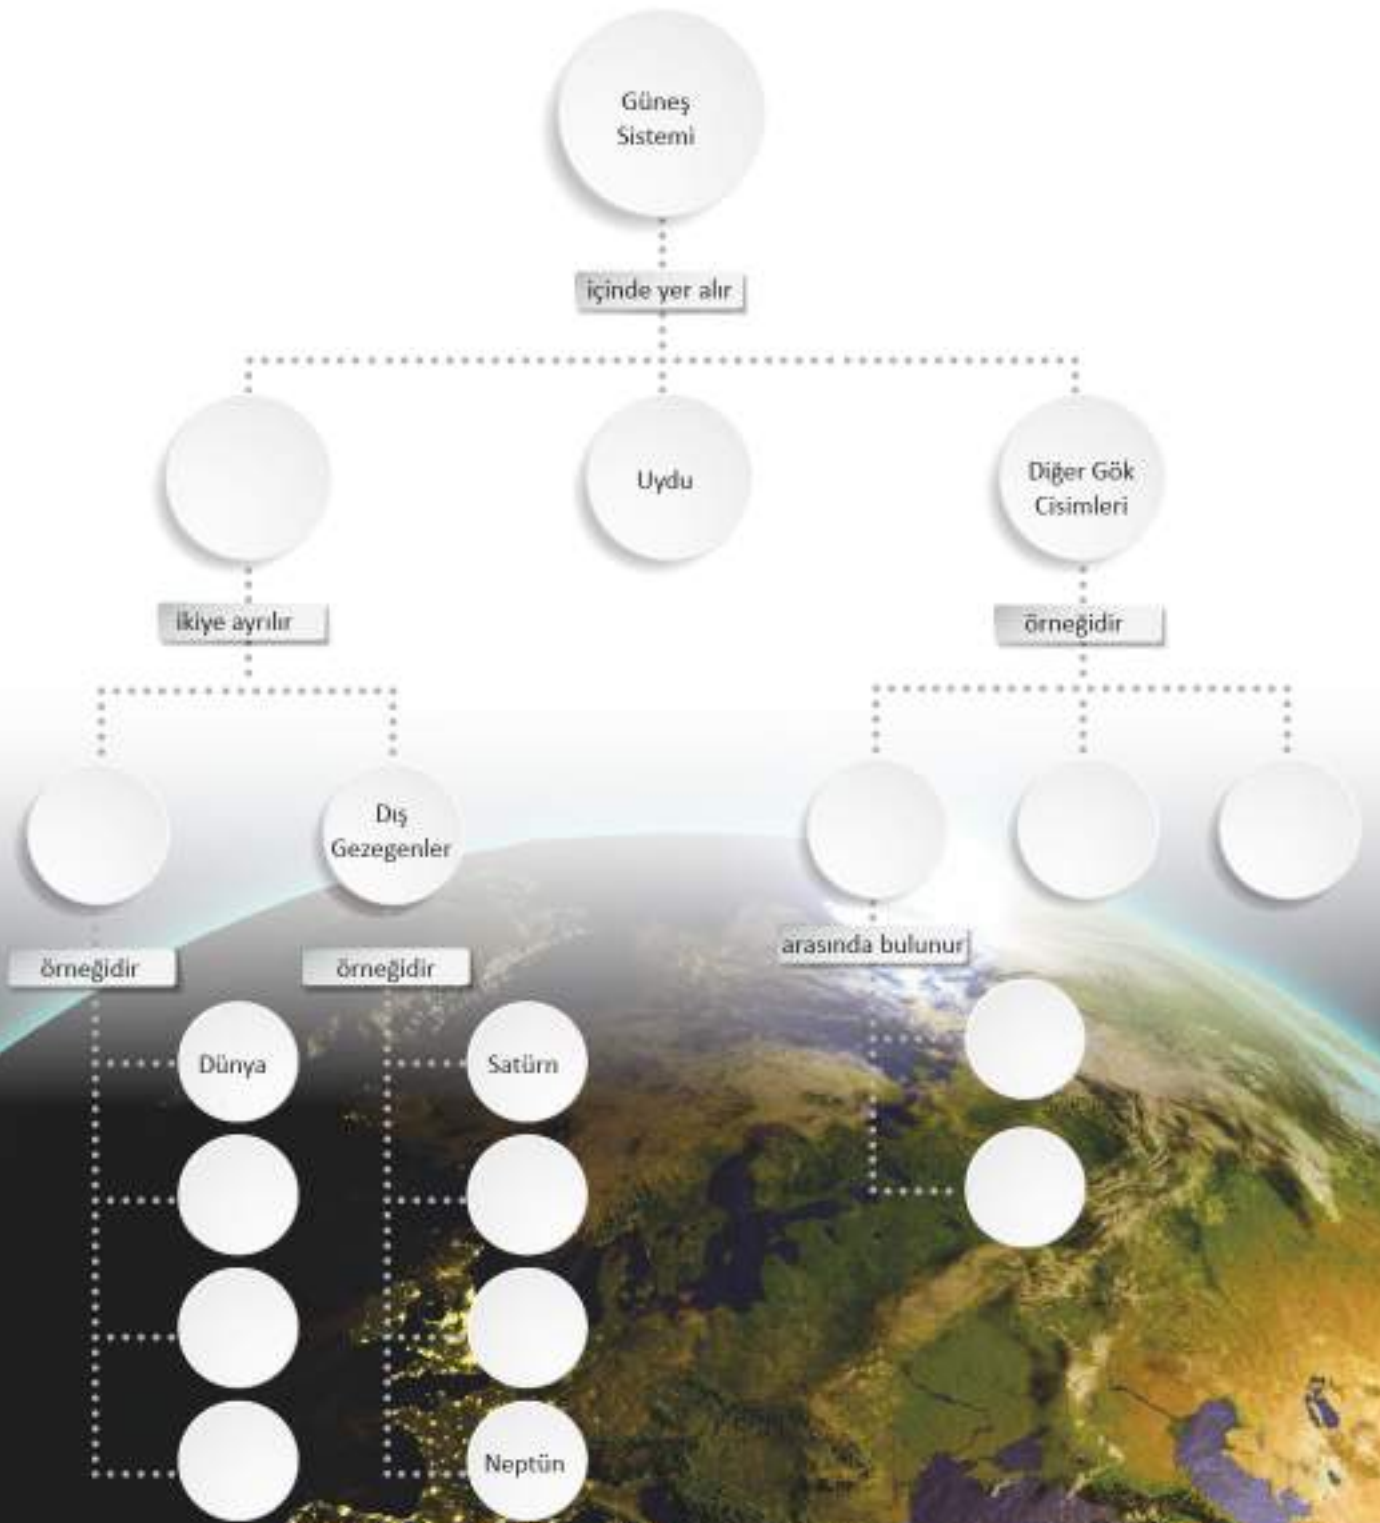 Güneş
Sistemi
içinde yer alır
Uydu
Diğer Gök
Cisimleri
ikiye ayrılır
örneğidir
Dış
Gezegenler
arasında bulunur
örneğidir
örneğidir
Dünya
Satürn
Neptün